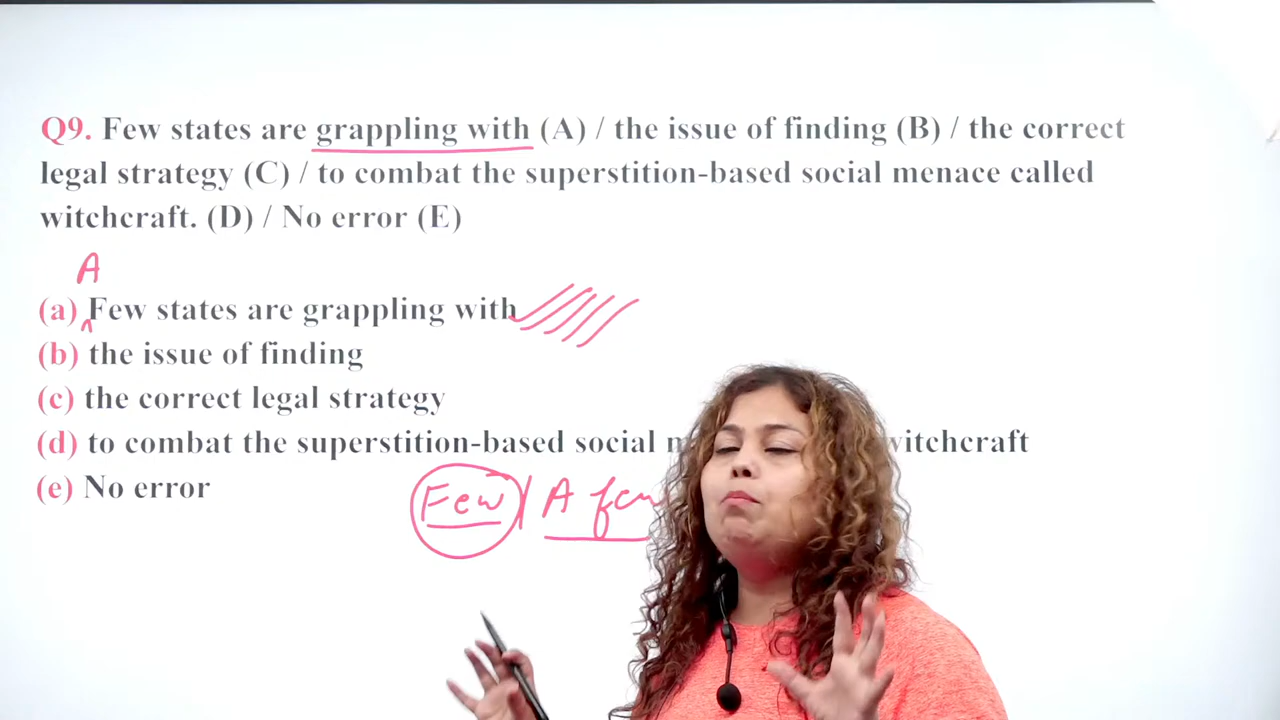 Q9. Few states are grappling with (A) / the issue of finding (B) / the correct
legal strategy (C) / to combat the superstition-based social menace called
witchcraft. (D) / No error (E)
A
(a) Few states are grappling with
(b) the issue of finding
(c) the correct legal strategy
(d) to combat the superstition-based social witchcraft
(e) No error
Few / A few